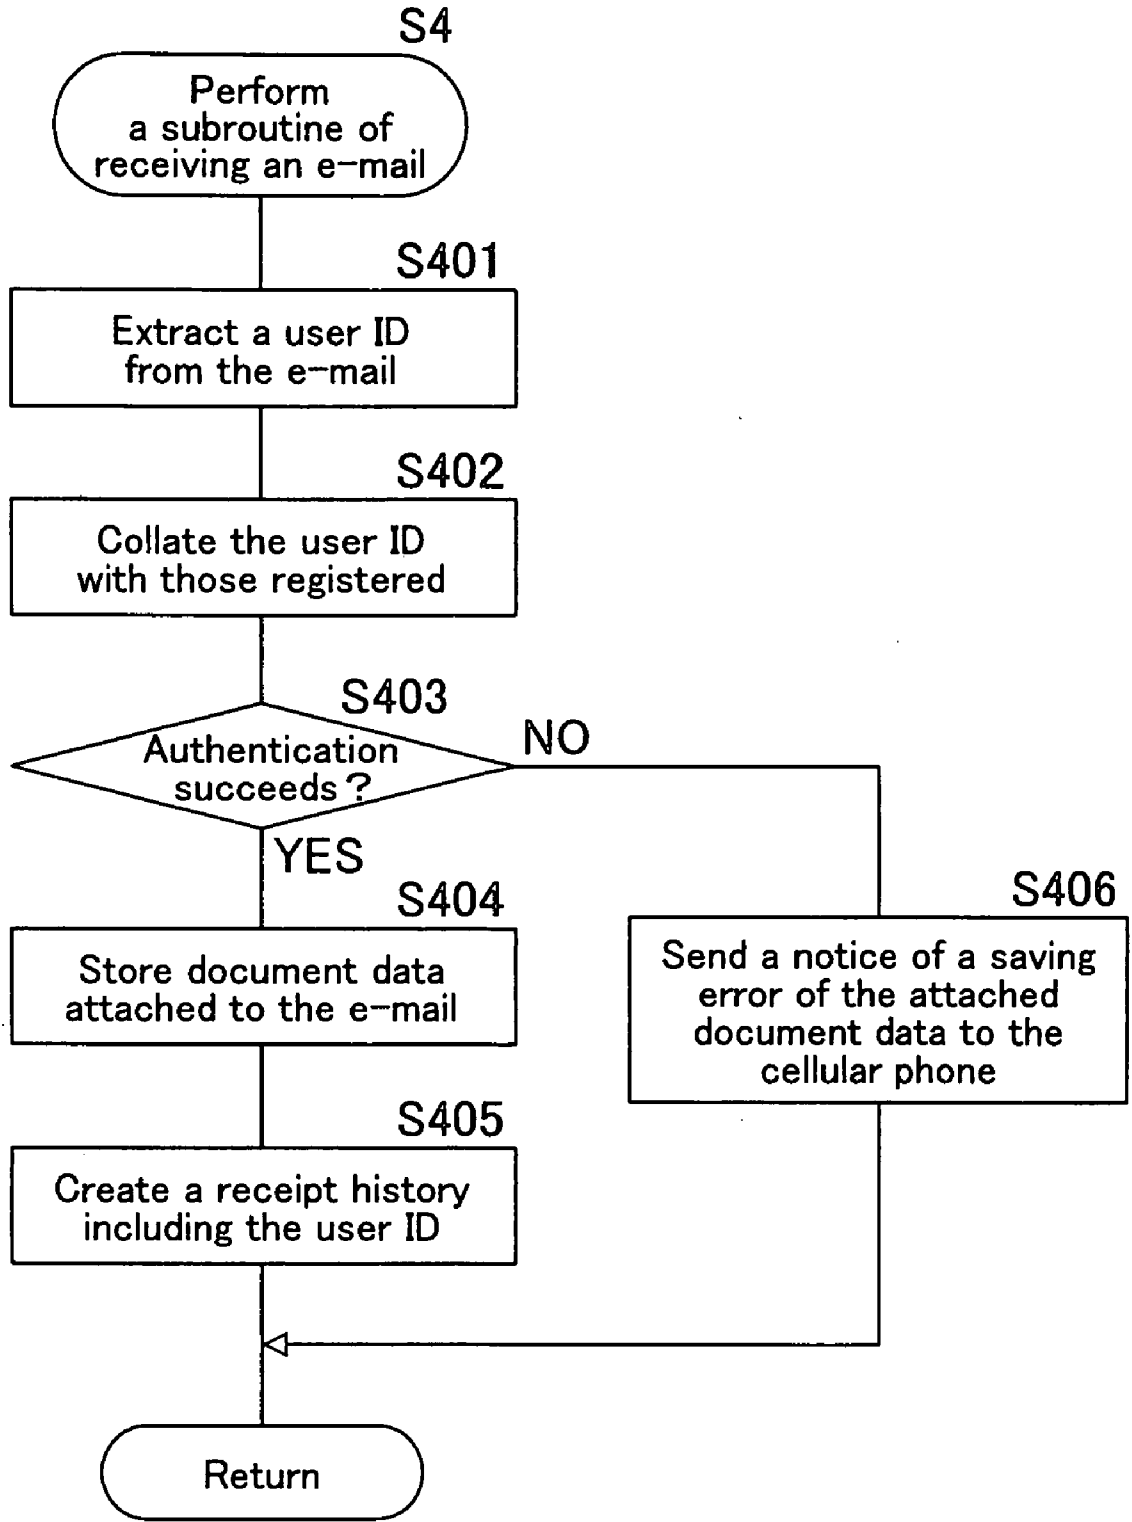 S4
Perform
a subroutine of
receiving an e-mail
S401
Extract a user ID
from the e-mail
S402
Collate the user ID
with those registered
S403
Authentication
succeeds?
NO
YES
S404
Store document data
attached to the e-mail
S406
Send a notice of a saving
error of the attached
document data to the
cellular phone
S405
Create a receipt history
including the user ID
Return